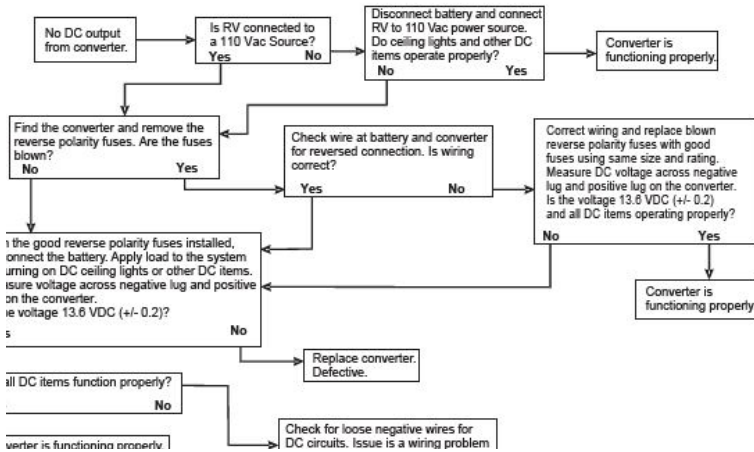 No DC output
from converter.
Is RV connected to
a 110 Vac Source?
Yes No
Disconnect battery and connect
RV to 110 Vac power source.
Do ceiling lights and other DC
items operate properly?
No Yes
Converter is
functioning properly.
Find the converter and remove the
reverse polarity fuses. Are the fuses
blown?
No Yes
Check wire at battery and converter
for reversed connection. Is wiring
correct?
Yes No
Correct wiring and replace blown
reverse polarity fuses with good
fuses using same size and rating.
Measure DC voltage across negative
lug and positive lug on the converter.
Is the voltage 13.6 VDC (+/- 0.2)
and all DC items operating properly?
No Yes
Converter is
functioning properly
the good reverse polarity fuses installed,
the battery. Apply load to the system
on DC ceiling lights or other DC items.
voltage across negative lug and positive
on the converter.
voltage 13.6 VDC (+/- 0.2)?
No
Replace converter.
Defective.
all DC items function properly?
No
Check for loose negative wires for
DC circuits. Issue is a wiring problem
is functioning properly.